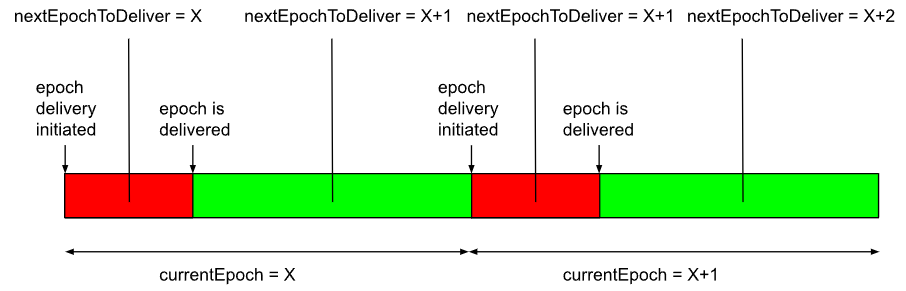 nextEpochToDeliver = X
nextEpochToDeliver = X+1
nextEpochToDeliver = X+1
nextEpochToDeliver = X+2
epoch
delivery
initiated
epoch is
delivered
epoch
delivery
initiated
epoch is
delivered
currentEpoch = X
currentEpoch = X+1